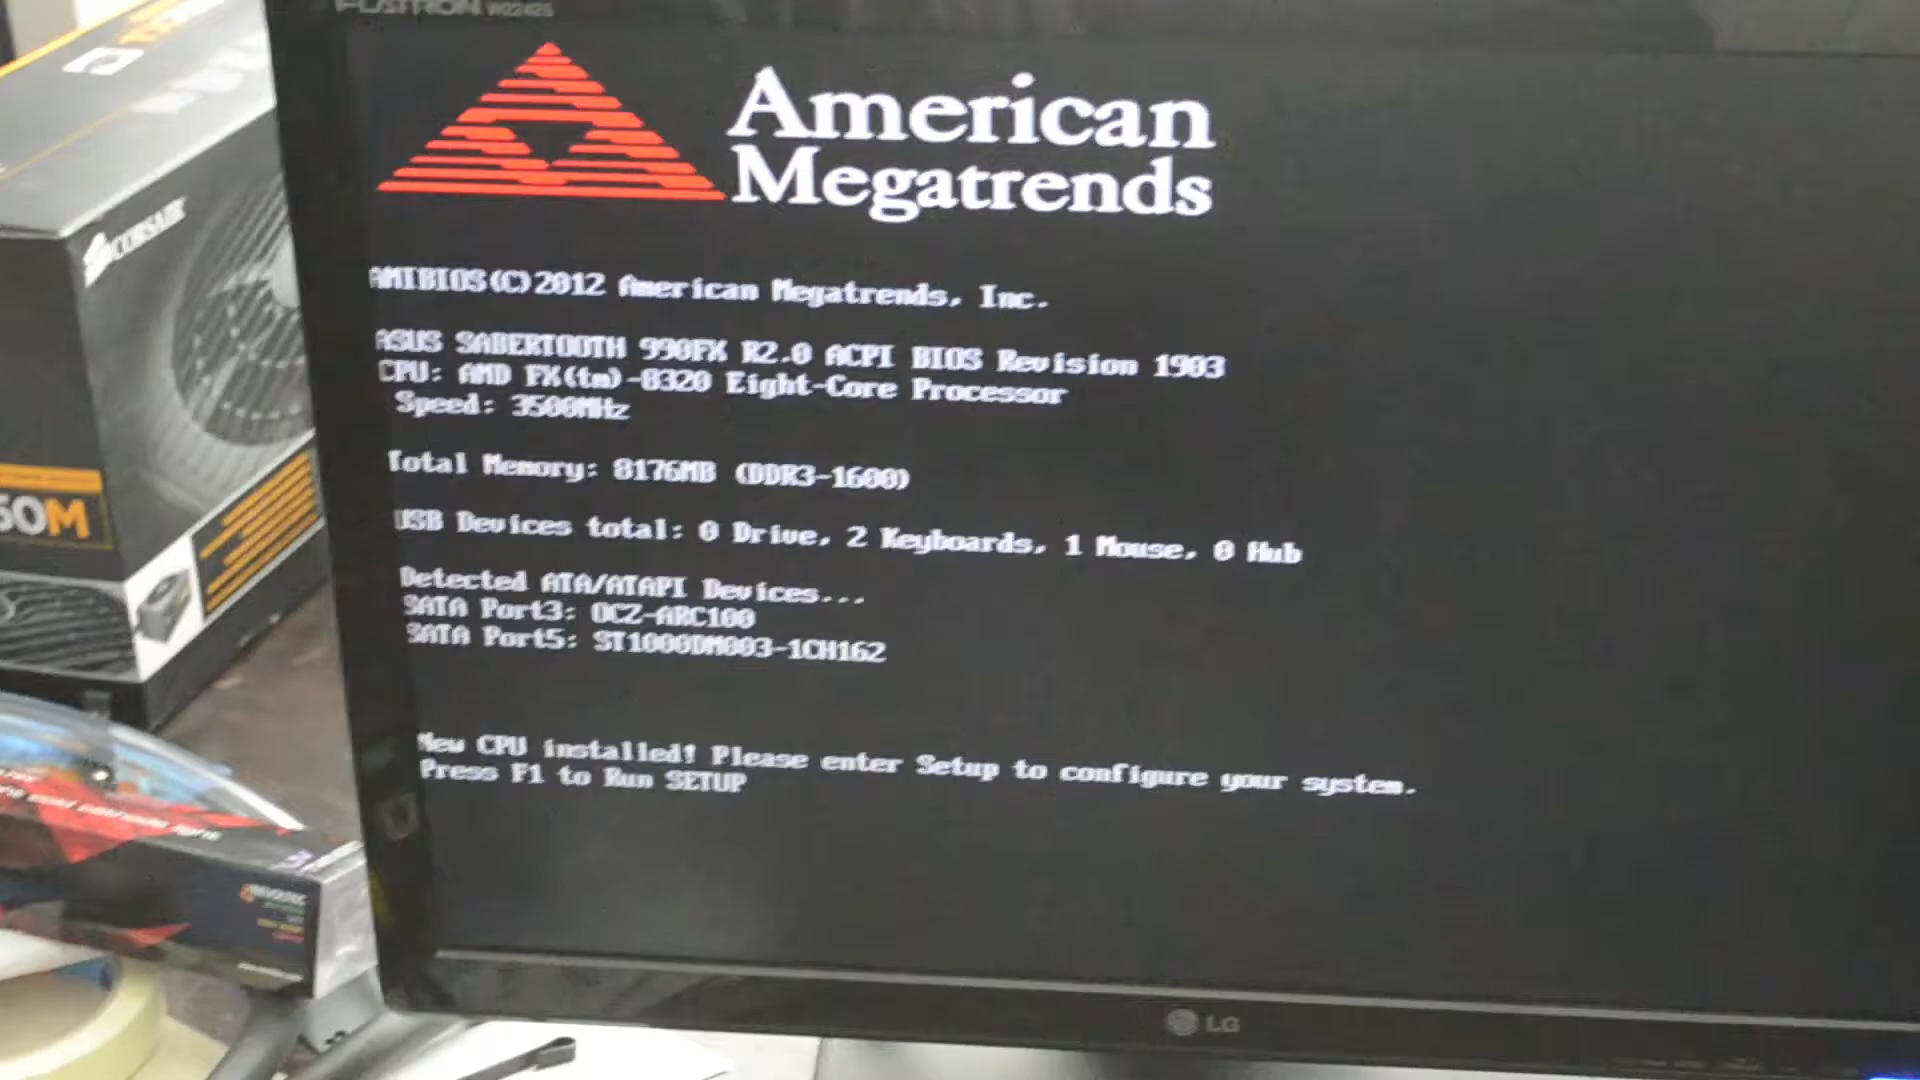 FLATRON W2242S
American
Megatrends
AMIBIOS(C)2012 American Megatrends, Inc.
ASUS SABERTOOTH 990FX R2.0 ACPI BIOS Revision 1903
CPU: AMD FX(tm)-8320 Eight-Core Processor
Speed: 3500MHz
Total Memory: 8176MB (DDR3-1600)
USB Devices total: 0 Drive, 2 Keyboards, 1 Mouse, 0 Hub
Detected ATA/ATAPI Devices...
SATA Port3: OCZ-ARC100
SATA Port5: ST1000DM003-1CH162
New CPU installed! Please enter Setup to configure your system.
Press F1 to Run SETUP
LG
CORSAIR
50M